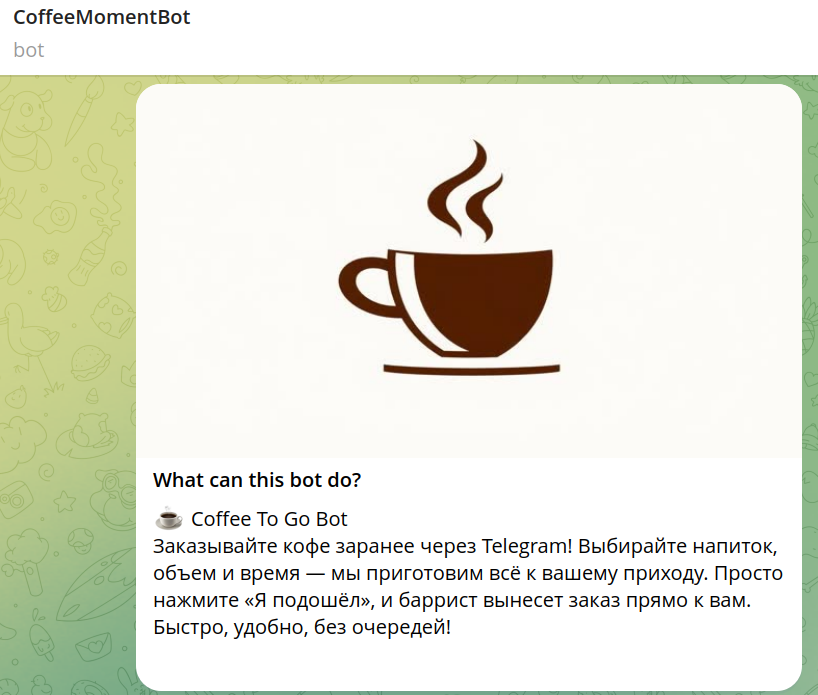 CoffeeMomentBot
bot
What can this bot do?
☕ Coffee To Go Bot
Заказывайте кофе заранее через Telegram! Выбирайте напиток,
объем и время — мы приготовим всё к вашему приходу. Просто
нажмите «Я подошёл», и баррист вынесет заказ прямо к вам.
Быстро, удобно, без очередей!